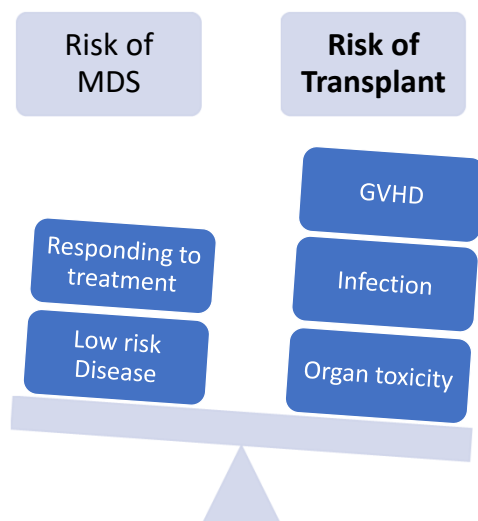 Risk of
MDS
Risk of
Transplant
Responding to
treatment
Low risk
Disease
GVHD
Infection
Organ toxicity